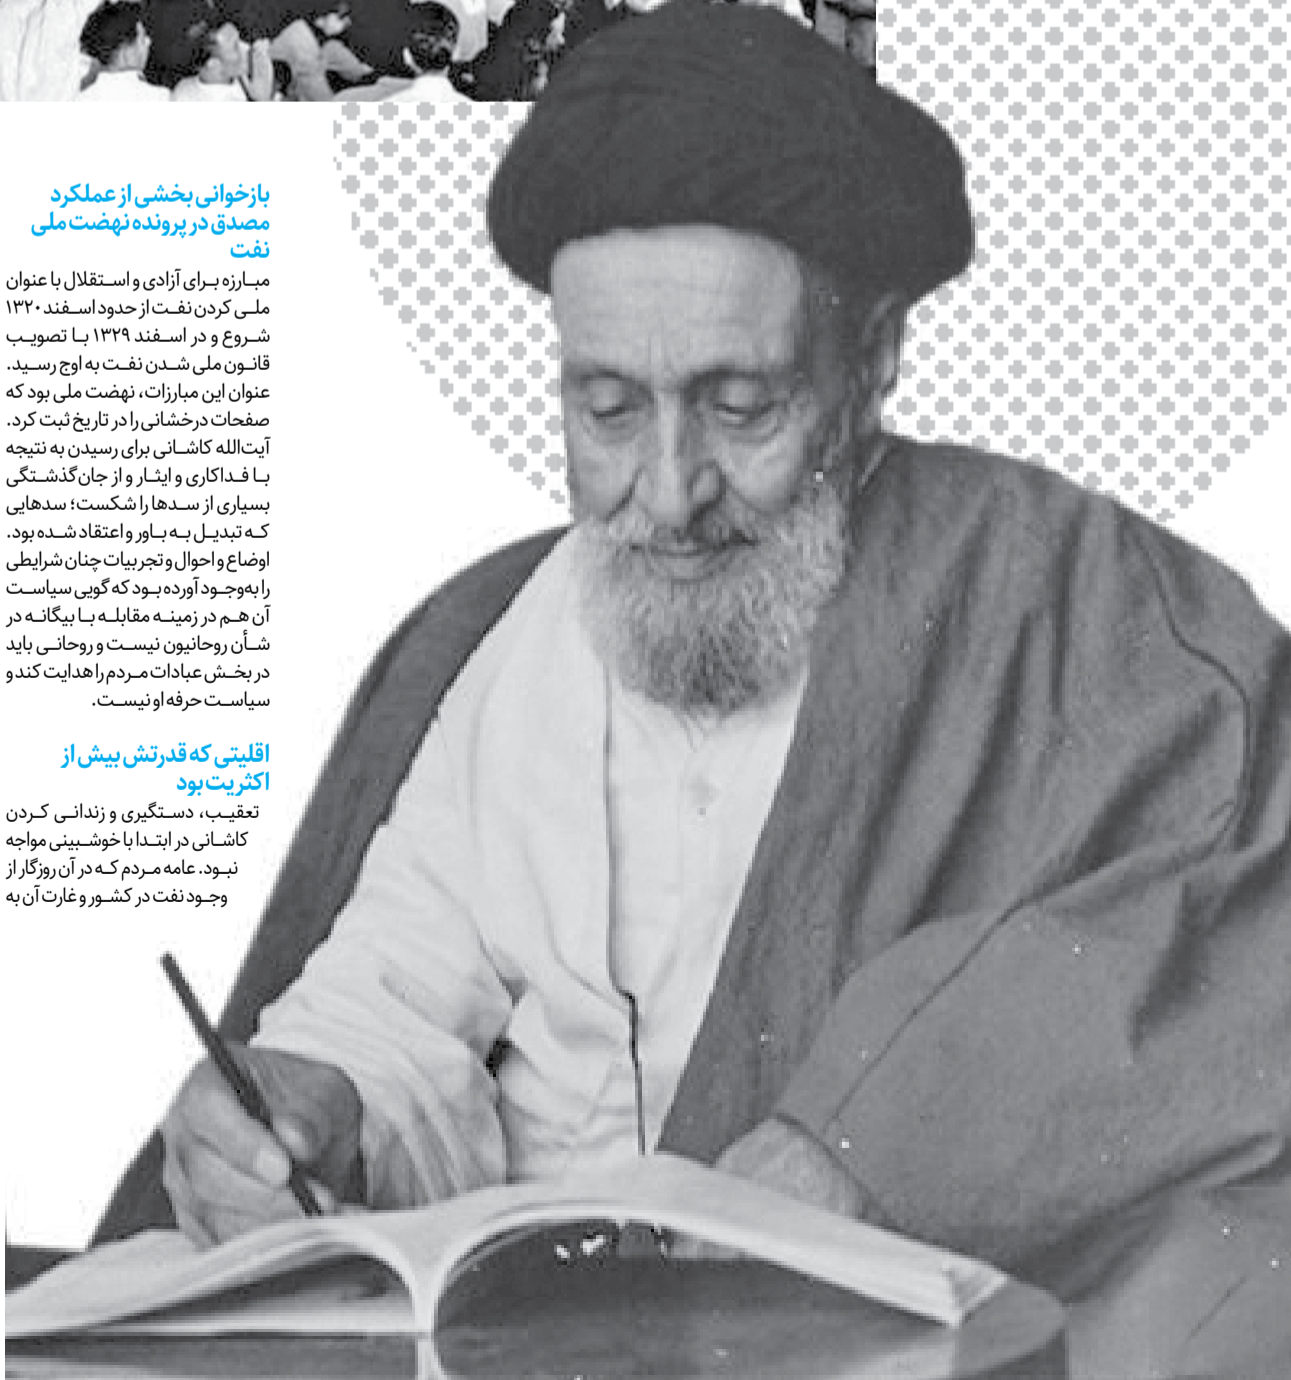 بازخوانی بخشی از عملکرد
مصدق در پرونده نهضت ملی
نفت
مبارزه برای آزادی و استقلال با عنوان
ملی کردن نفت از حدود اسفند ۱۳۲۰
شروع و در اسفند ۱۳۲۹ با تصویب
قانون ملی شدن نفت به اوج رسید.
عنوان این مبارزات، نهضت ملی بود که
صفحات درخشانی را در تاریخ ثبت کرد.
آیت‌الله کاشانی برای رسیدن به نتیجه
با فداکاری و ایثار و از جان‌گذشتگی
بسیاری از سدها را شکست؛ سدهایی
که تبدیل به باور و اعتقاد شده بود.
اوضاع و احوال و تجربیات چنان شرایطی
را به‌وجود آورده بود که گویی سیاست
آن هم در زمینه مقابله با بیگانه در
شأن روحانیون نیست و روحانی باید
در بخش عبادات مردم را هدایت کند و
سیاست حرفه او نیست.
اقلیتی که قدرتش بیش از
اکثریت بود
تعقیب، دستگیری و زندانی کردن
کاشانی در ابتدا با خوشبینی مواجه
نبود. عامه مردم که در آن روزگار از
وجود نفت در کشور و غارت آن به